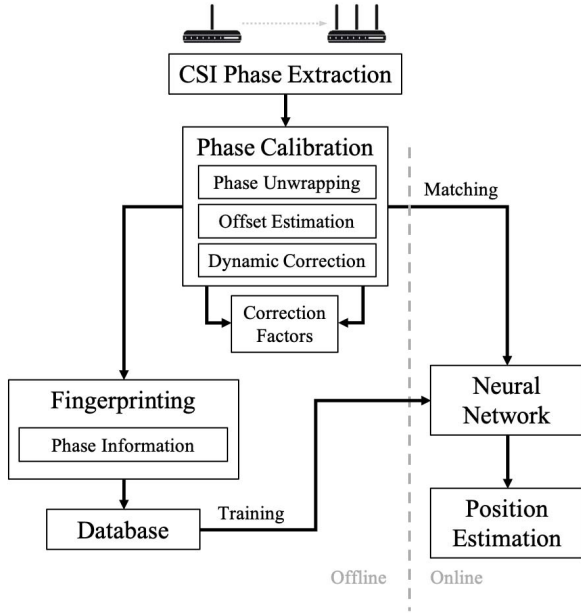 CSI Phase Extraction
Phase Calibration
Phase Unwrapping
Matching
Offset Estimation
Dynamic Correction
Correction
Factors
Fingerprinting
Phase Information
Neural
Network
Database
Training
Position
Estimation
Offline
Online